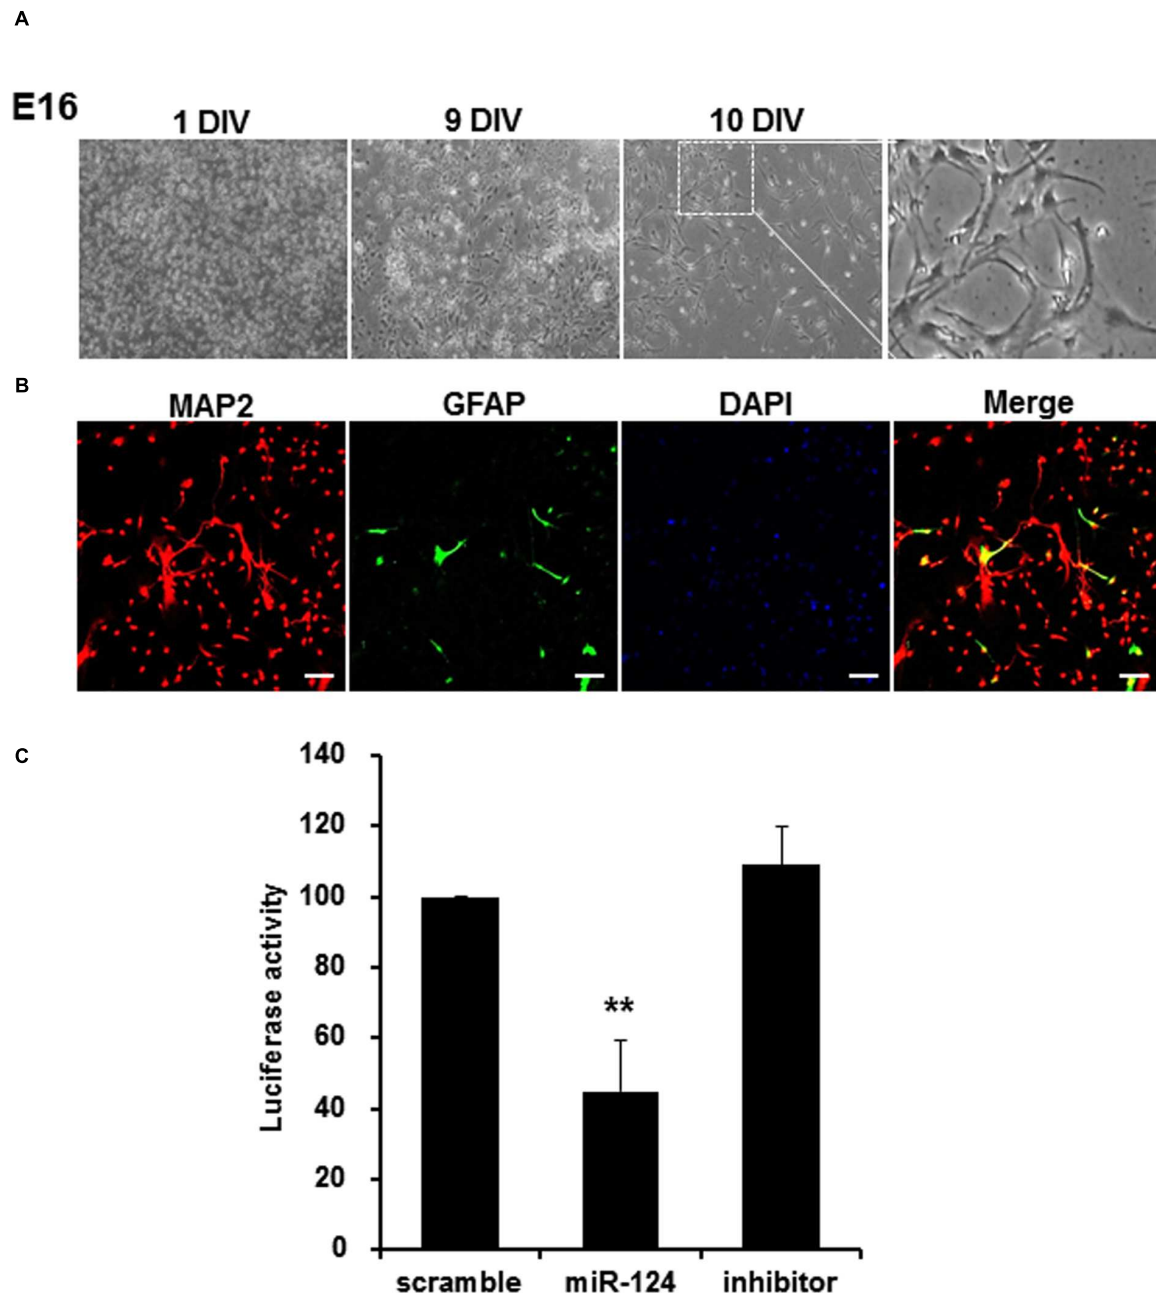 A
E16
1 DIV 9 DIV 10 DIV
B
MAP2 GFAP DAPI Merge
C
140
120
100
80
60
40
20
0
Luciferase activity
**
scramble miR-124 inhibitor